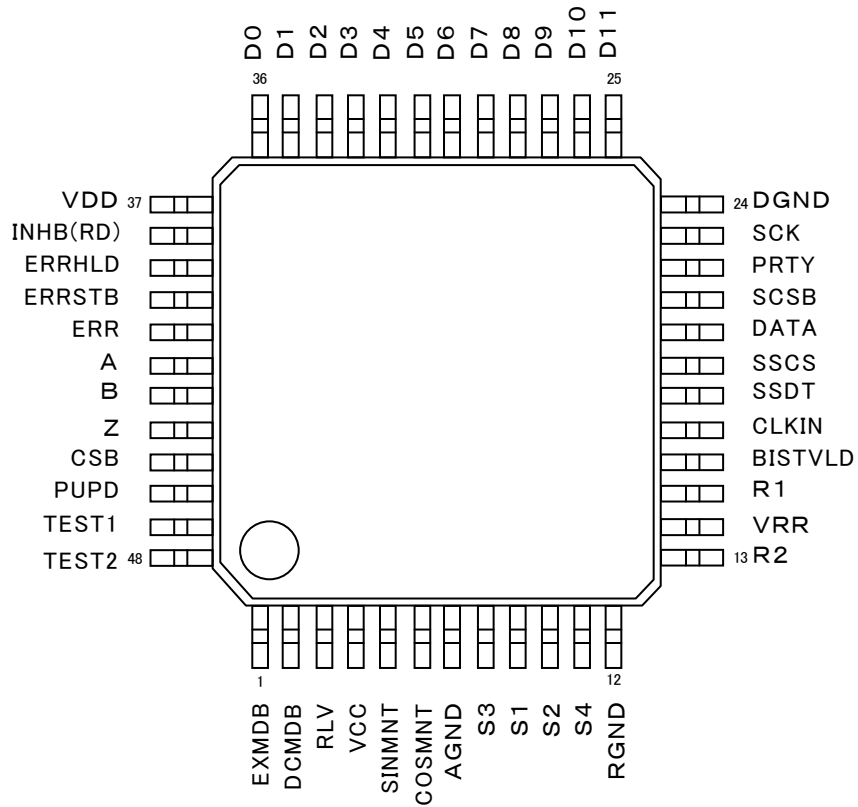 D0
D1
D2
D3
D4
D5
D6
D7
D8
D9
D10
D11
36
25
VDD 37
INHB(RD)
ERRHLD
ERRSTB
ERR
A
B
Z
CSB
PUPD
TEST1
TEST2 48
24 DGND
SCK
PRTY
SCSB
DATA
SSCS
SSDT
CLKIN
BISTVLD
R1
VRR
13 R2
1
12
EXMDB
DCMDB
RLV
VCC
SINMNT
COSMNT
AGND
S3
S1
S2
S4
RGND